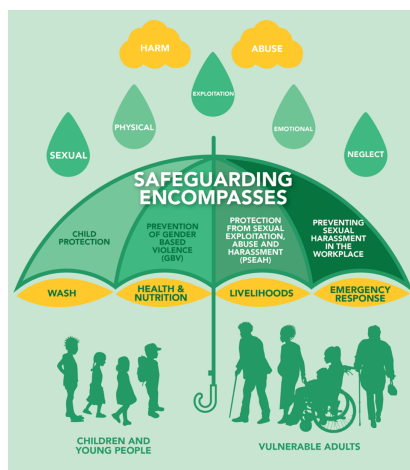 HARM
ABUSE
EXPLOITATION
PHYSICAL
EMOTIONAL
SEXUAL
NEGLECT
SAFEGUARDING
ENCOMPASSES
CHILD
PROTECTION
PREVENTION OF GENDER
BASED
VIOLENCE
(GBV)
PROTECTION
FROM SEXUAL
EXPLOITATION,
ABUSE AND
HARASSMENT
(PSEAH)
PREVENTING
SEXUAL
HARASSMENT
IN THE
WORKPLACE
WASH
HEALTH &
NUTRITION
LIVELIHOODS
EMERGENCY
RESPONSE
CHILDREN AND
YOUNG PEOPLE
VULNERABLE ADULTS